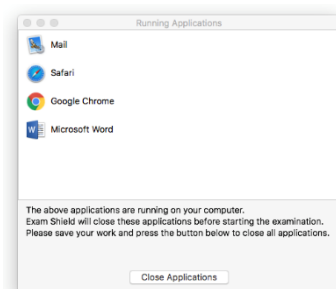 Running Applications
Mail
Safari
Google Chrome
Microsoft Word
The above applications are running on your computer.
Exam Shield will close these applications before starting the examination.
Please save your work and press the button below to close all applications.
Close Applications